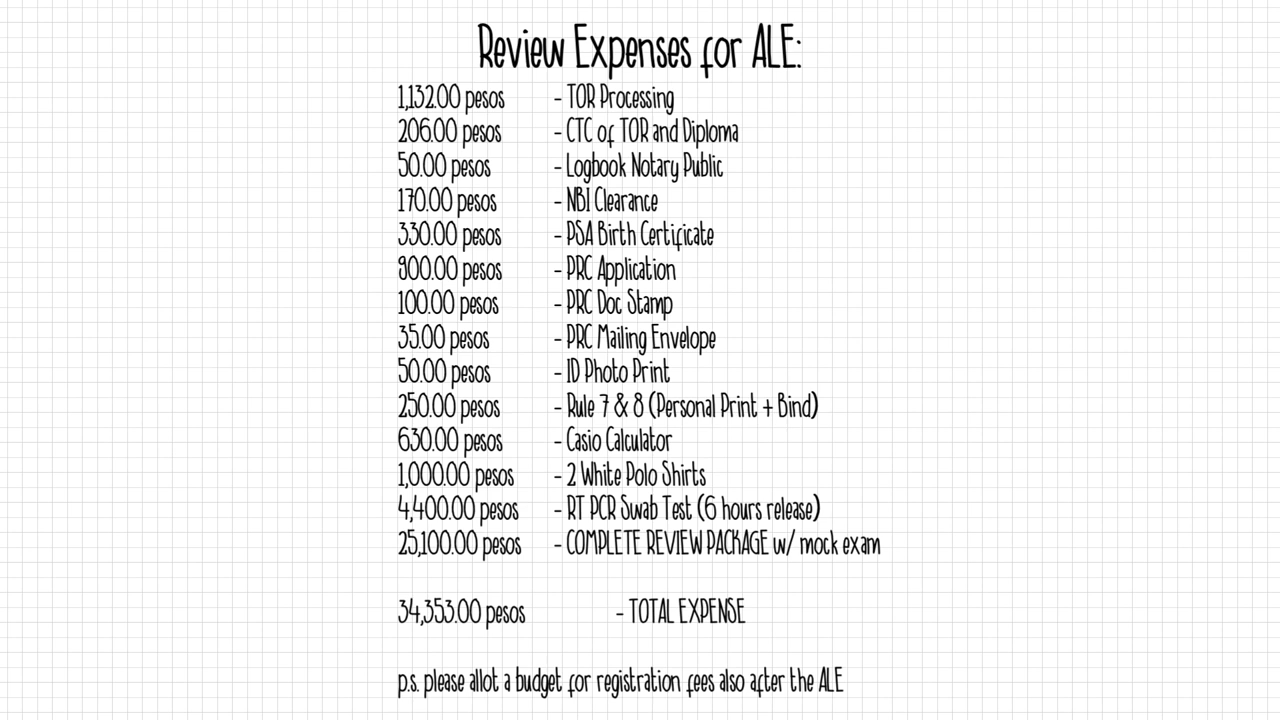 Review Expenses for ALE:
1,132.00 pesos - TOR Processing
206.00 pesos - CTC of TOR and Diploma
50.00 pesos - Logbook Notary Public
170.00 pesos - NBI Clearance
330.00 pesos - PSA Birth Certificate
900.00 pesos - PRC Application
100.00 pesos - PRC Doc Stamp
35.00 pesos - PRC Mailing Envelope
50.00 pesos - ID Photo Print
250.00 pesos - Rule 7 & 8 (Personal Print + Bind)
630.00 pesos - Casio Calculator
1,000.00 pesos - 2 White Polo Shirts
4,400.00 pesos - RT PCR Swab Test (6 hours release)
25,100.00 pesos - COMPLETE REVIEW PACKAGE w/ mock exam
34,353.00 pesos - TOTAL EXPENSE
p.s. please allot a budget for registration fees also after the ALE